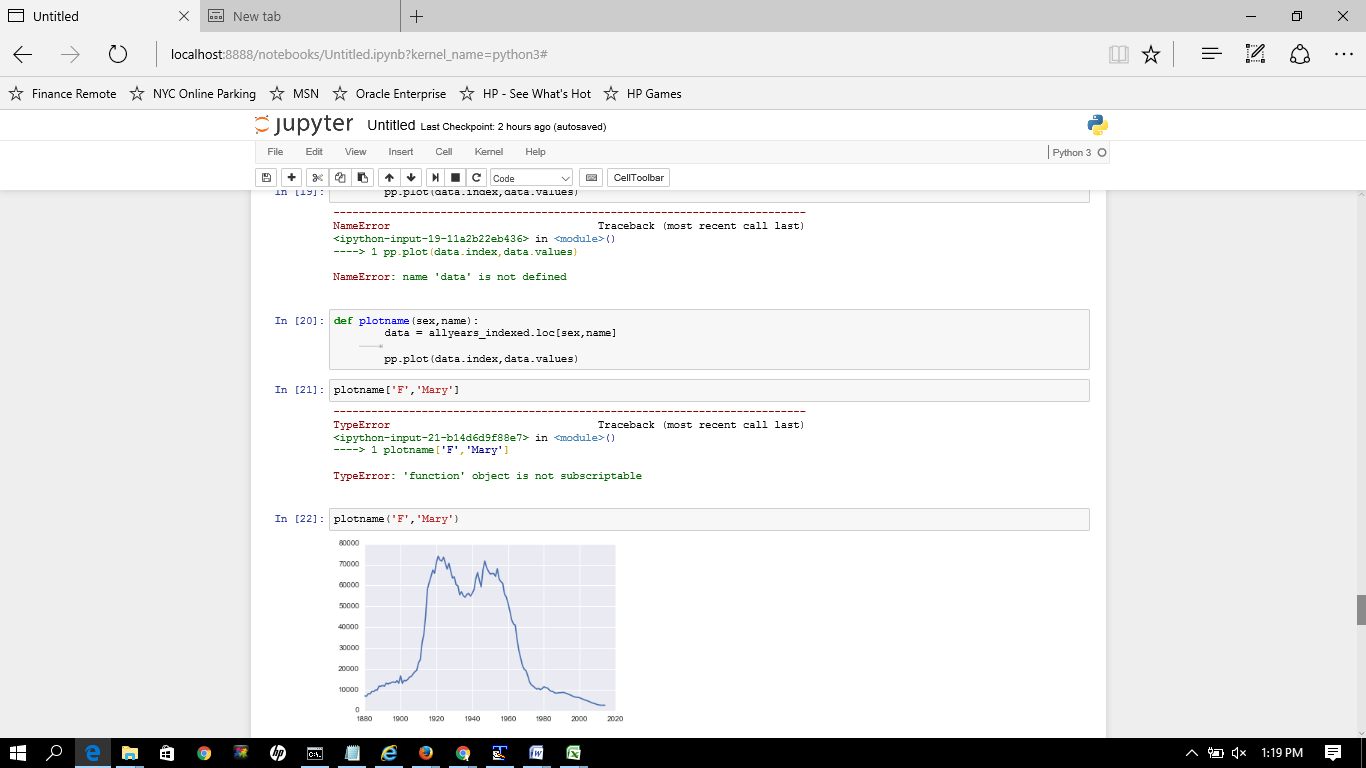 Untitled
New tab
localhost:8888/notebooks/Untitled.ipynb?kernel_name=python3#
Finance Remote NYC Online Parking MSN Oracle Enterprise HP - See What's Hot HP Games
jupyter Untitled Last Checkpoint: 2 hours ago (autosaved)
File Edit View Insert Cell Kernel Help Python 3
Code CellToolbar
In [19]: pp.plot(data.index,data.values)
---------------------------------------------------------------------------
NameError Traceback (most recent call last)
<ipython-input-19-11a2b22eb436> in <module>()
----> 1 pp.plot(data.index,data.values)
NameError: name 'data' is not defined
In [20]: def plotname(sex,name):
data = allyears_indexed.loc[sex,name]
pp.plot(data.index,data.values)
In [21]: plotname['F','Mary']
---------------------------------------------------------------------------
TypeError Traceback (most recent call last)
<ipython-input-21-b14d6d9f88e7> in <module>()
----> 1 plotname['F','Mary']
TypeError: 'function' object is not subscriptable
In [22]: plotname('F','Mary')
80000
70000
60000
50000
40000
30000
20000
10000
0
1880 1900 1920 1940 1960 1980 2000 2020
hp C:\. W X 1:19 PM